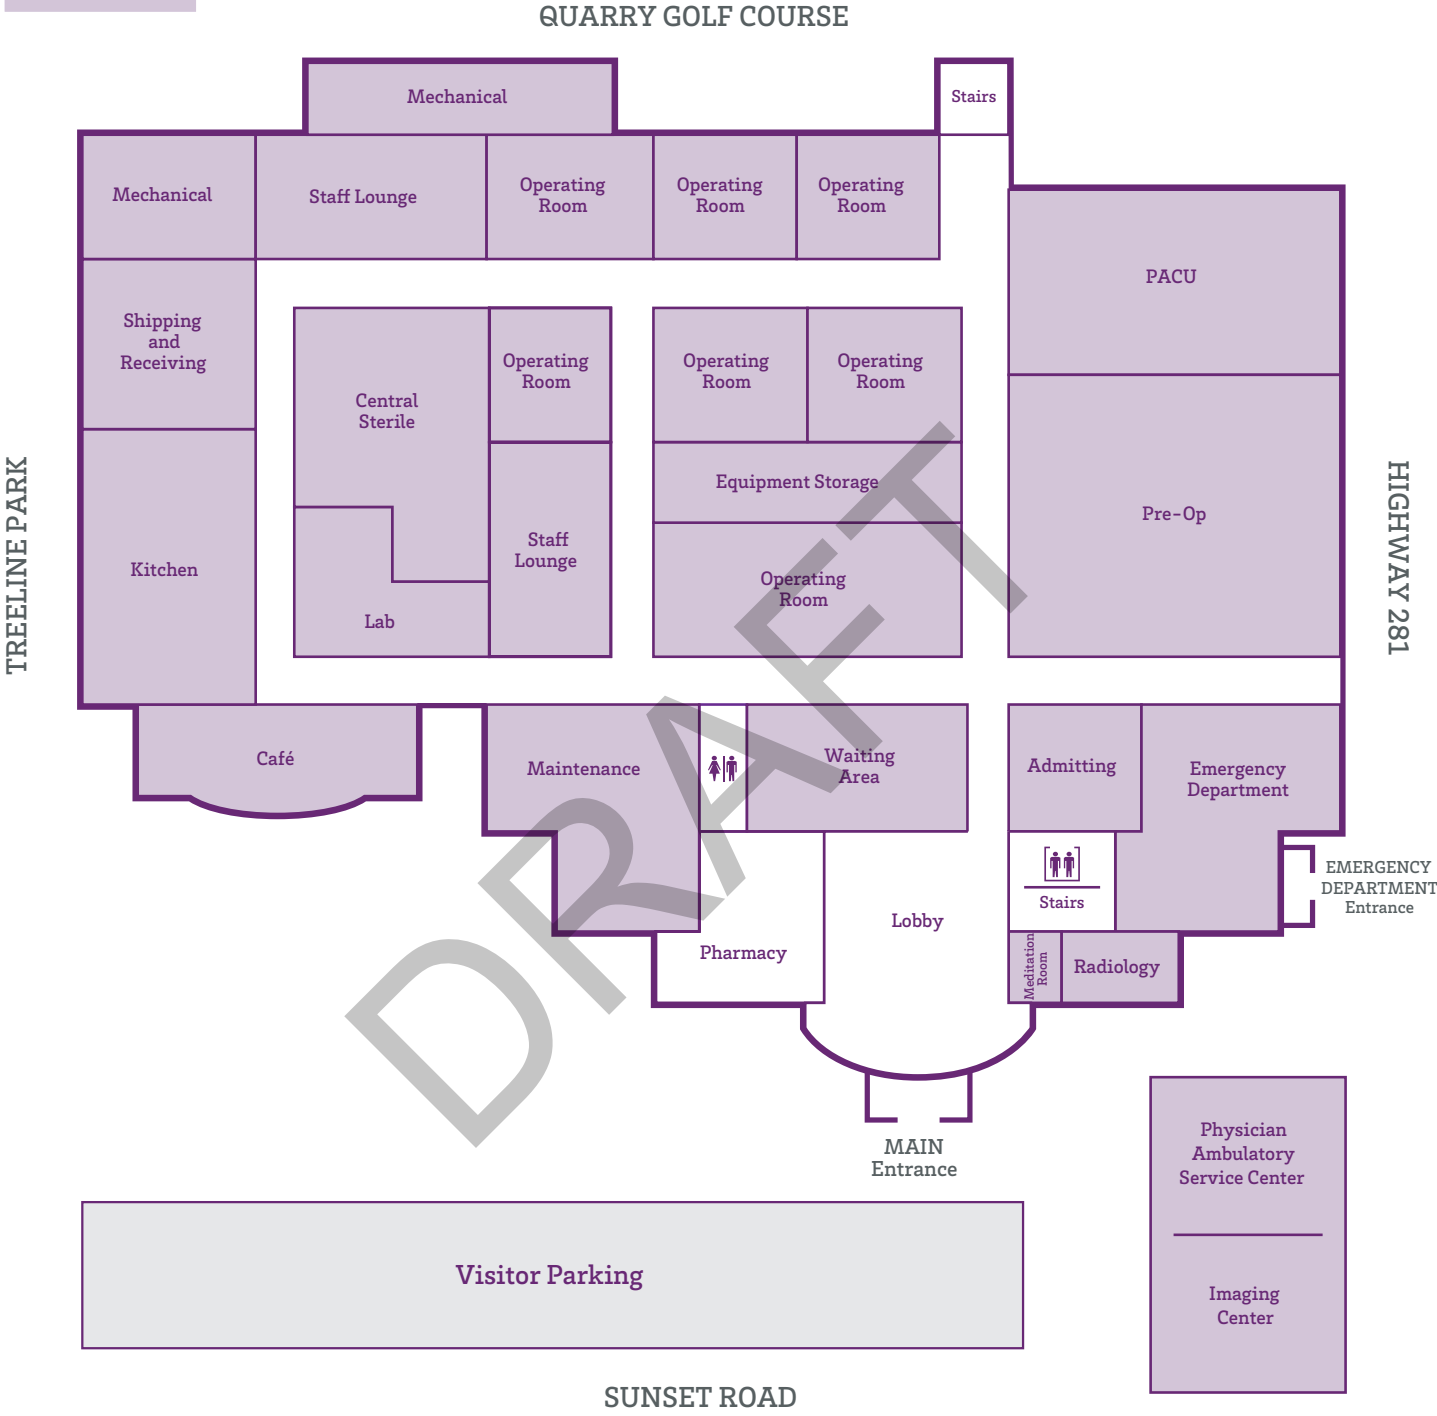 QUARRY GOLF COURSE
Mechanical
Stairs
Mechanical
Staff Lounge
Operating
Room
Operating
Room
Operating
Room
PACU
Shipping
and
Receiving
Central
Sterile
Operating
Room
Operating
Room
Operating
Room
Equipment Storage
Pre-Op
TREELINE PARK
HIGHWAY 281
Kitchen
Lab
Staff
Lounge
Operating
Room
Café
Maintenance
Waiting
Area
Admitting
Emergency
Department
Stairs
EMERGENCY
DEPARTMENT
Entrance
Lobby
Pharmacy
Meditation
Room
Radiology
DRAFT
MAIN
Entrance
Physician
Ambulatory
Service Center
Imaging
Center
Visitor Parking
SUNSET ROAD